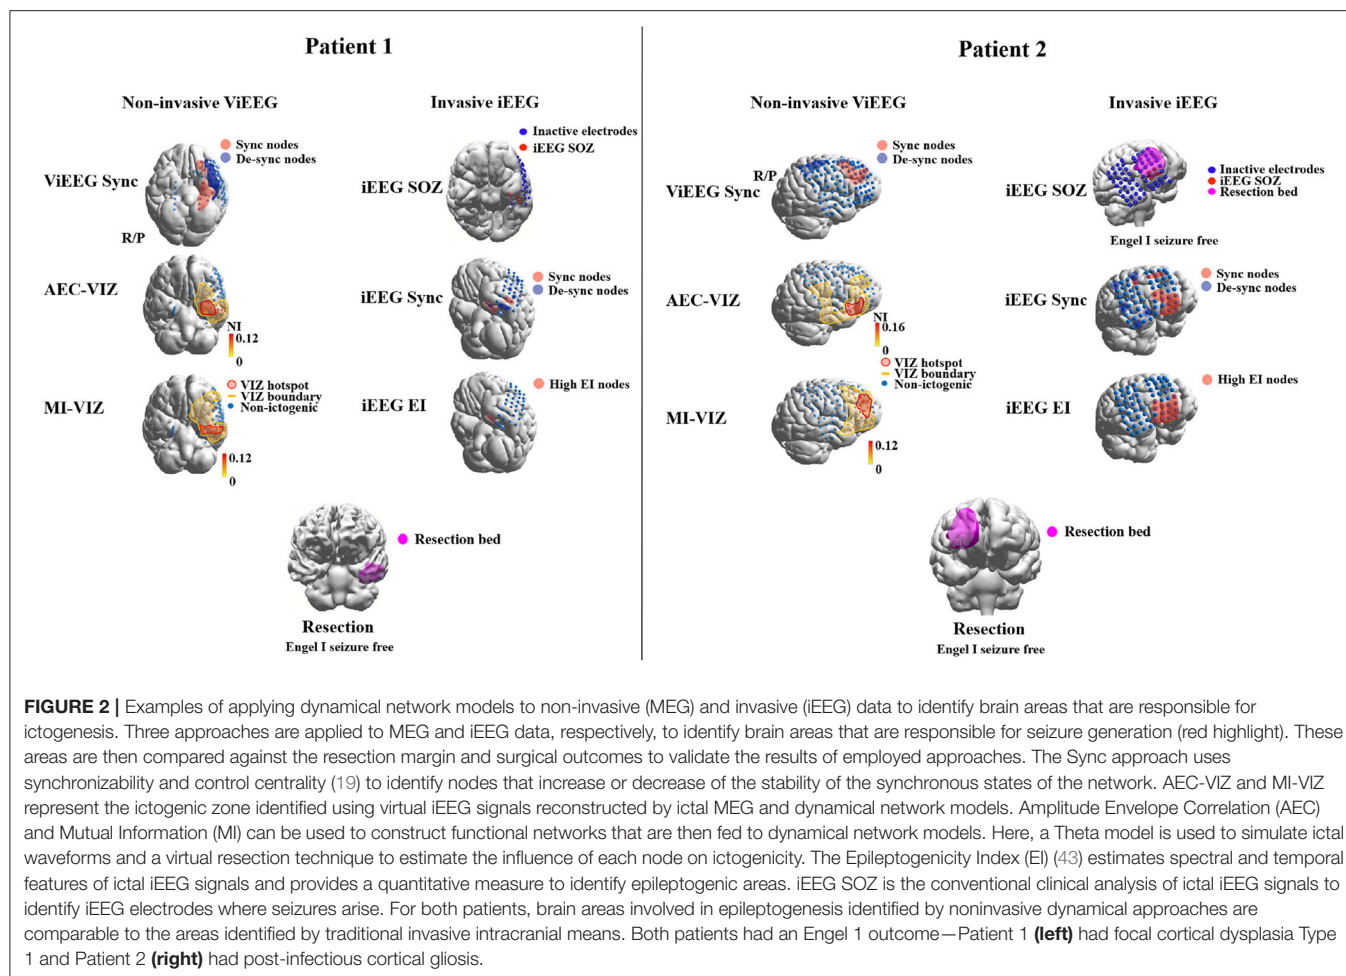 Patient 1
Non-invasive ViEEG
Invasive iEEG
Sync nodes
De-sync nodes
ViEEG Sync
R/P
Inactive electrodes
iEEG SOZ
iEEG SOZ
AEC-VIZ
NI
0.12
0
Sync nodes
De-sync nodes
iEEG Sync
VIZ hotspot
VIZ boundary
Non-ictogenic
MI-VIZ
0.12
0
High EI nodes
iEEG EI
Resection bed
Resection
Engel I seizure free
Patient 2
Non-invasive ViEEG
Invasive iEEG
Sync nodes
De-sync nodes
R/P
ViEEG Sync
Inactive electrodes
iEEG SOZ
Resection bed
iEEG SOZ
Engel I seizure free
AEC-VIZ
NI
0.16
0
Sync nodes
De-sync nodes
iEEG Sync
VIZ hotspot
VIZ boundary
Non-ictogenic
MI-VIZ
0.12
0
High EI nodes
iEEG EI
Resection bed
Resection
Engel I seizure free
FIGURE 2 | Examples of applying dynamical network models to non-invasive (MEG) and invasive (iEEG) data to identify brain areas that are responsible for
ictogenesis. Three approaches are applied to MEG and iEEG data, respectively, to identify brain areas that are responsible for seizure generation (red highlight). These
areas are then compared against the resection margin and surgical outcomes to validate the results of employed approaches. The Sync approach uses
synchronizability and control centrality (19) to identify nodes that increase or decrease of the stability of the synchronous states of the network. AEC-VIZ and MI-VIZ
represent the ictogenic zone identified using virtual iEEG signals reconstructed by ictal MEG and dynamical network models. Amplitude Envelope Correlation (AEC)
and Mutual Information (MI) can be used to construct functional networks that are then fed to dynamical network models. Here, a Theta model is used to simulate ictal
waveforms and a virtual resection technique to estimate the influence of each node on ictogenicity. The Epileptogenicity Index (EI) (43) estimates spectral and temporal
features of ictal iEEG signals and provides a quantitative measure to identify epileptogenic areas. iEEG SOZ is the conventional clinical analysis of ictal iEEG signals to
identify iEEG electrodes where seizures arise. For both patients, brain areas involved in epileptogenesis identified by noninvasive dynamical approaches are
comparable to the areas identified by traditional invasive intracranial means. Both patients had an Engel 1 outcome—Patient 1 (left) had focal cortical dysplasia Type
1 and Patient 2 (right) had post-infectious cortical gliosis.